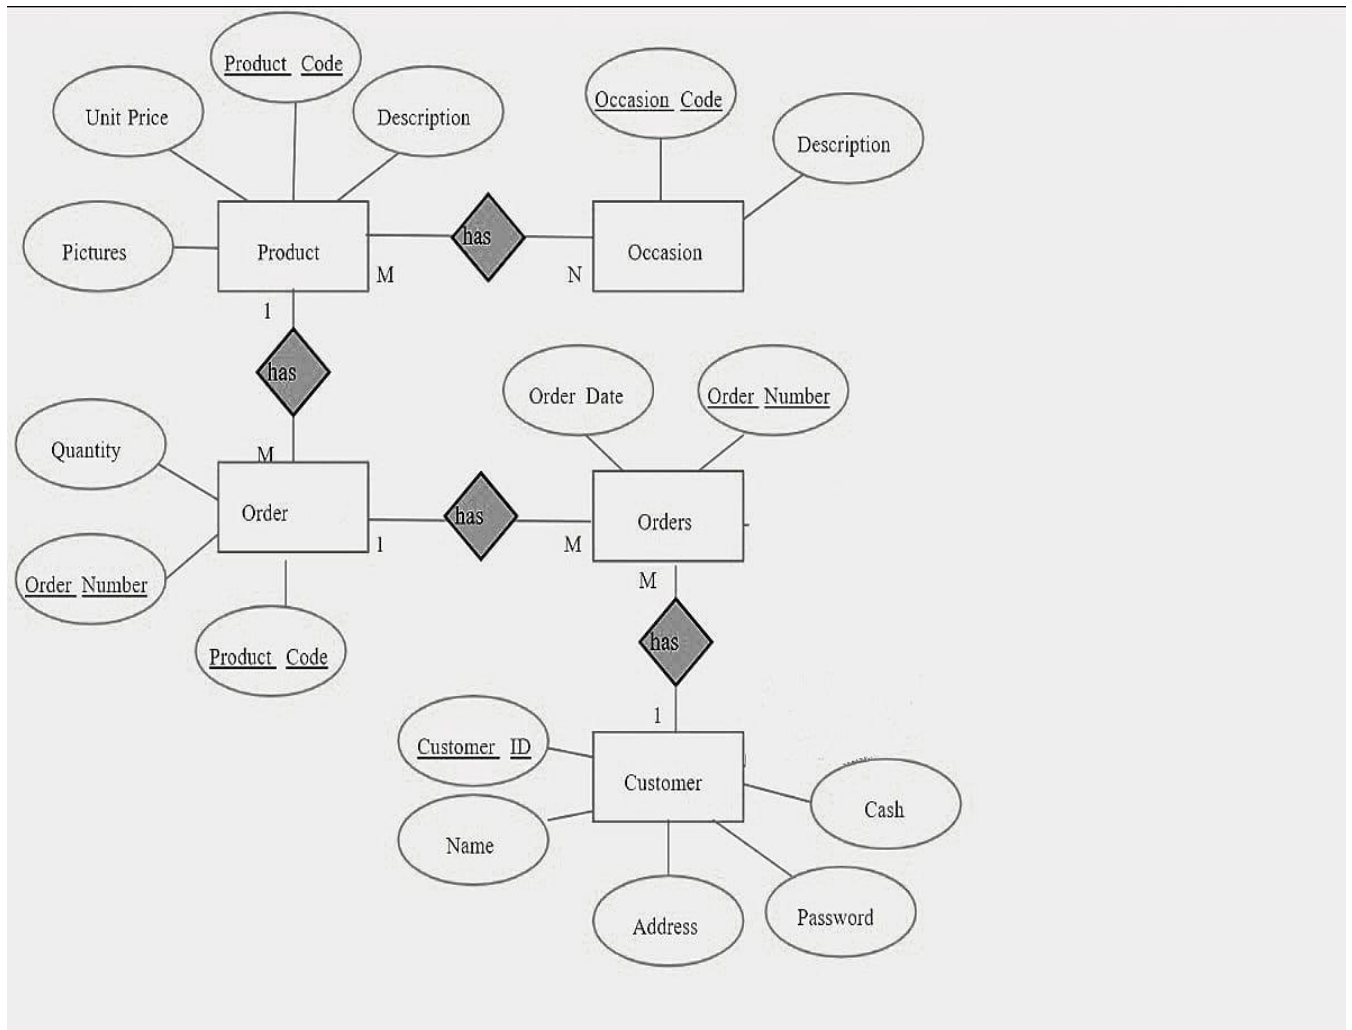 Product Code
Occasion Code
Unit Price
Description
Description
Pictures
Product
has
Occasion
M
N
1
has
Order Date
Order Number
Quantity
M
Order
has
Orders
1
M
Order Number
M
has
Product Code
1
Customer ID
Customer
Cash
Name
Address
Password